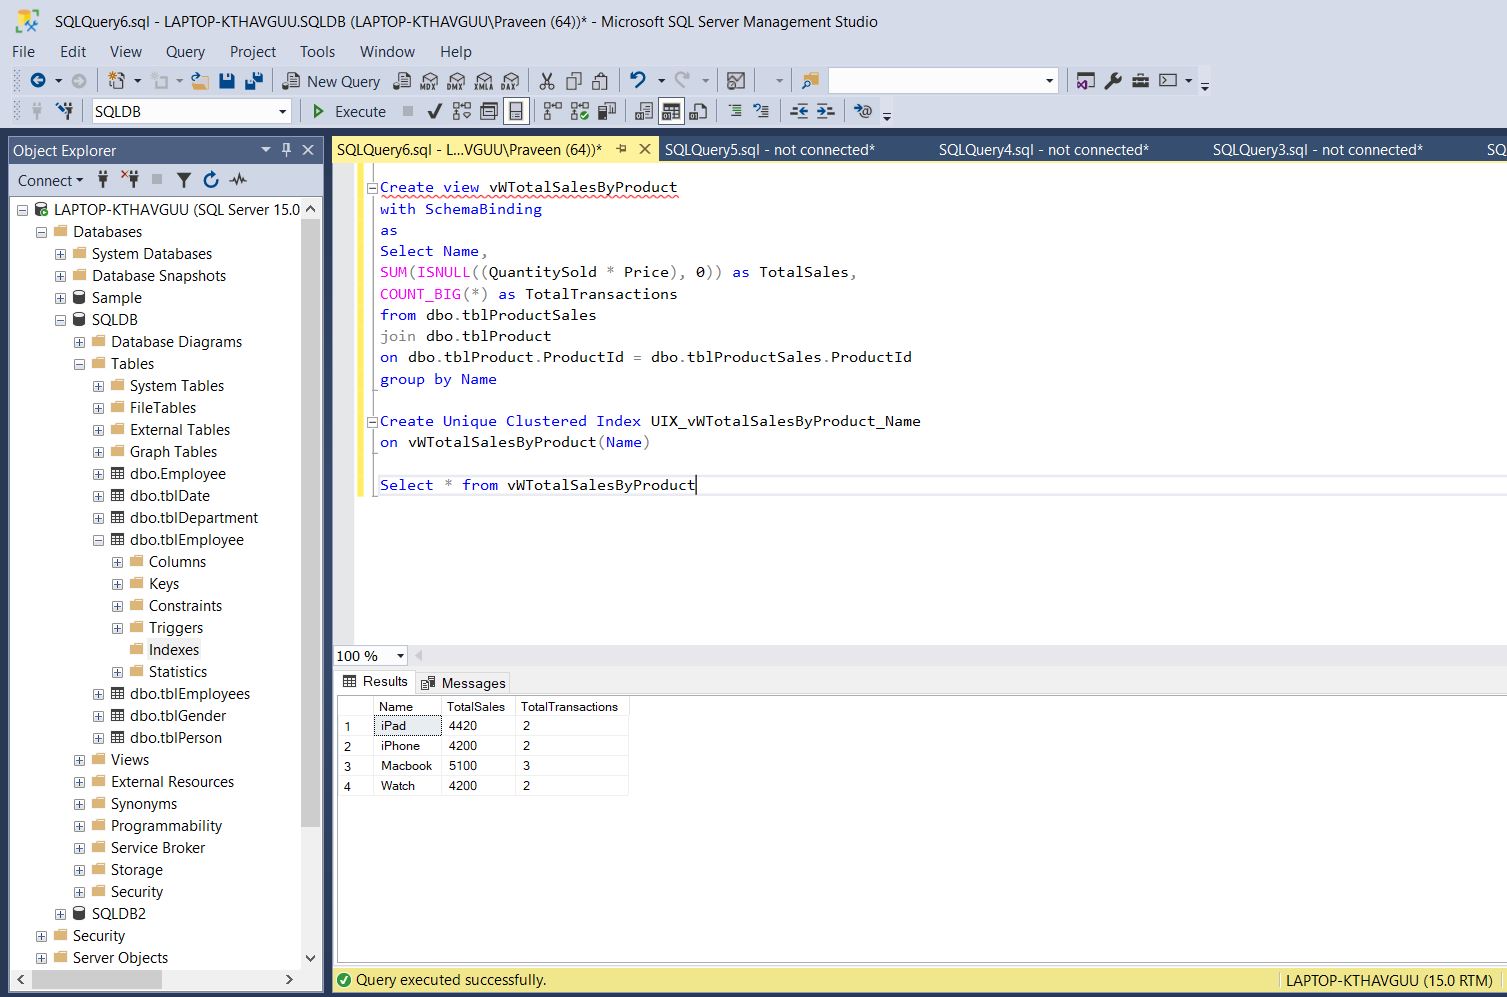 SQLQuery6.sql - LAPTOP-KTHAVGUU.SQLDB (LAPTOP-KTHAVGUU\Praveen (64))* - Microsoft SQL Server Management Studio
File Edit View Query Project Tools Window Help
New Query MDX DMX XMLA DAX
SQLDB Execute
Object Explorer
Connect
LAPTOP-KTHAVGUU (SQL Server 15.0
Databases
System Databases
Database Snapshots
Sample
SQLDB
Database Diagrams
Tables
System Tables
FileTables
External Tables
Graph Tables
dbo.Employee
dbo.tblDate
dbo.tblDepartment
dbo.tblEmployee
Columns
Keys
Constraints
Triggers
Indexes
Statistics
dbo.tblEmployees
dbo.tblGender
dbo.tblPerson
Views
External Resources
Synonyms
Programmability
Service Broker
Storage
Security
SQLDB2
Security
Server Objects
SQLQuery6.sql - L...VGUU\Praveen (64))* SQLQuery5.sql - not connected* SQLQuery4.sql - not connected* SQLQuery3.sql - not connected* SQ
Create view vWTotalSalesByProduct
with SchemaBinding
as
Select Name,
SUM(ISNULL((QuantitySold * Price), 0)) as TotalSales,
COUNT_BIG(*) as TotalTransactions
from dbo.tblProductSales
join dbo.tblProduct
on dbo.tblProduct.ProductId = dbo.tblProductSales.ProductId
group by Name
Create Unique Clustered Index UIX_vWTotalSalesByProduct_Name
on vWTotalSalesByProduct(Name)
Select * from vWTotalSalesByProduct
100 %
Results Messages
Name TotalSales TotalTransactions
1 iPad 4420 2
2 iPhone 4200 2
3 Macbook 5100 3
4 Watch 4200 2
Query executed successfully. LAPTOP-KTHAVGUU (15.0 RTM)